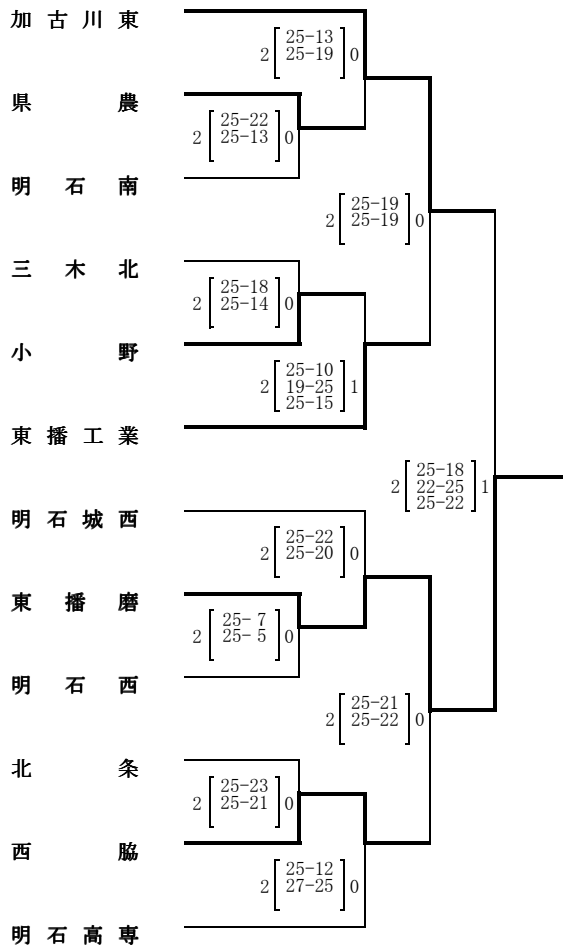 加古川東
25-13
2 25-19 0
県農
25-22
2 25-13 0
明石南
25-19
2 25-19 0
三木北
25-18
2 25-14 0
小野
25-10
2 19-25 1
25-15
東播工業
25-18
2 22-25 1
25-22
明石城西
25-22
2 25-20 0
東播磨
25- 7
2 25- 5 0
明石西
25-21
2 25-22 0
北条
25-23
2 25-21 0
西脇
25-12
2 27-25 0
明石高専